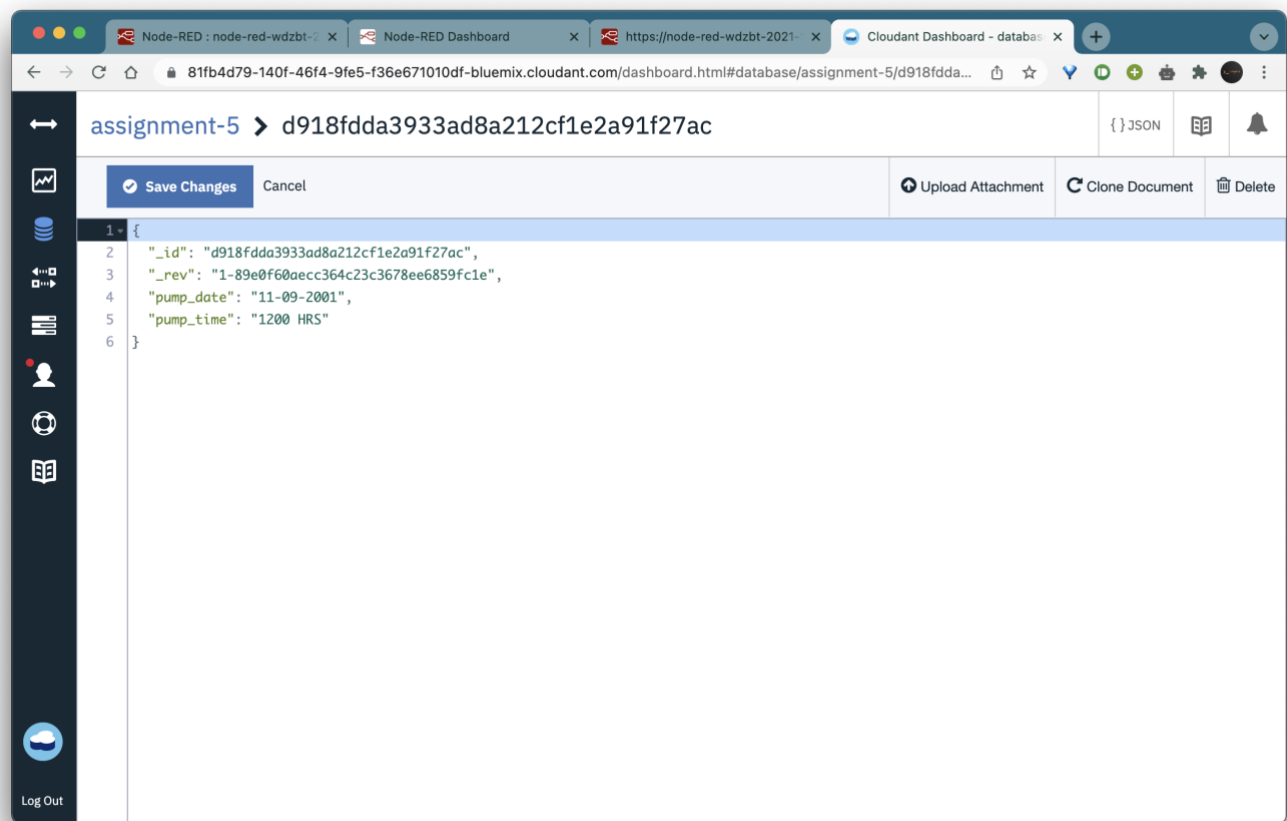 Node-RED : node-red-wdzbt-2
Node-RED Dashboard
https://node-red-wdzbt-2021-
Cloudant Dashboard - databas
81fb4d79-140f-46f4-9fe5-f36e671010df-bluemix.cloudant.com/dashboard.html#database/assignment-5/d918fdda...
assignment-5 > d918fdda3933ad8a212cf1e2a91f27ac
{ } JSON
Save Changes
Cancel
Upload Attachment
Clone Document
Delete
1 {
2 "_id": "d918fdda3933ad8a212cf1e2a91f27ac",
3 "_rev": "1-89e0f60aecc364c23c3678ee6859fc1e",
4 "pump_date": "11-09-2001",
5 "pump_time": "1200 HRS"
6 }
Log Out